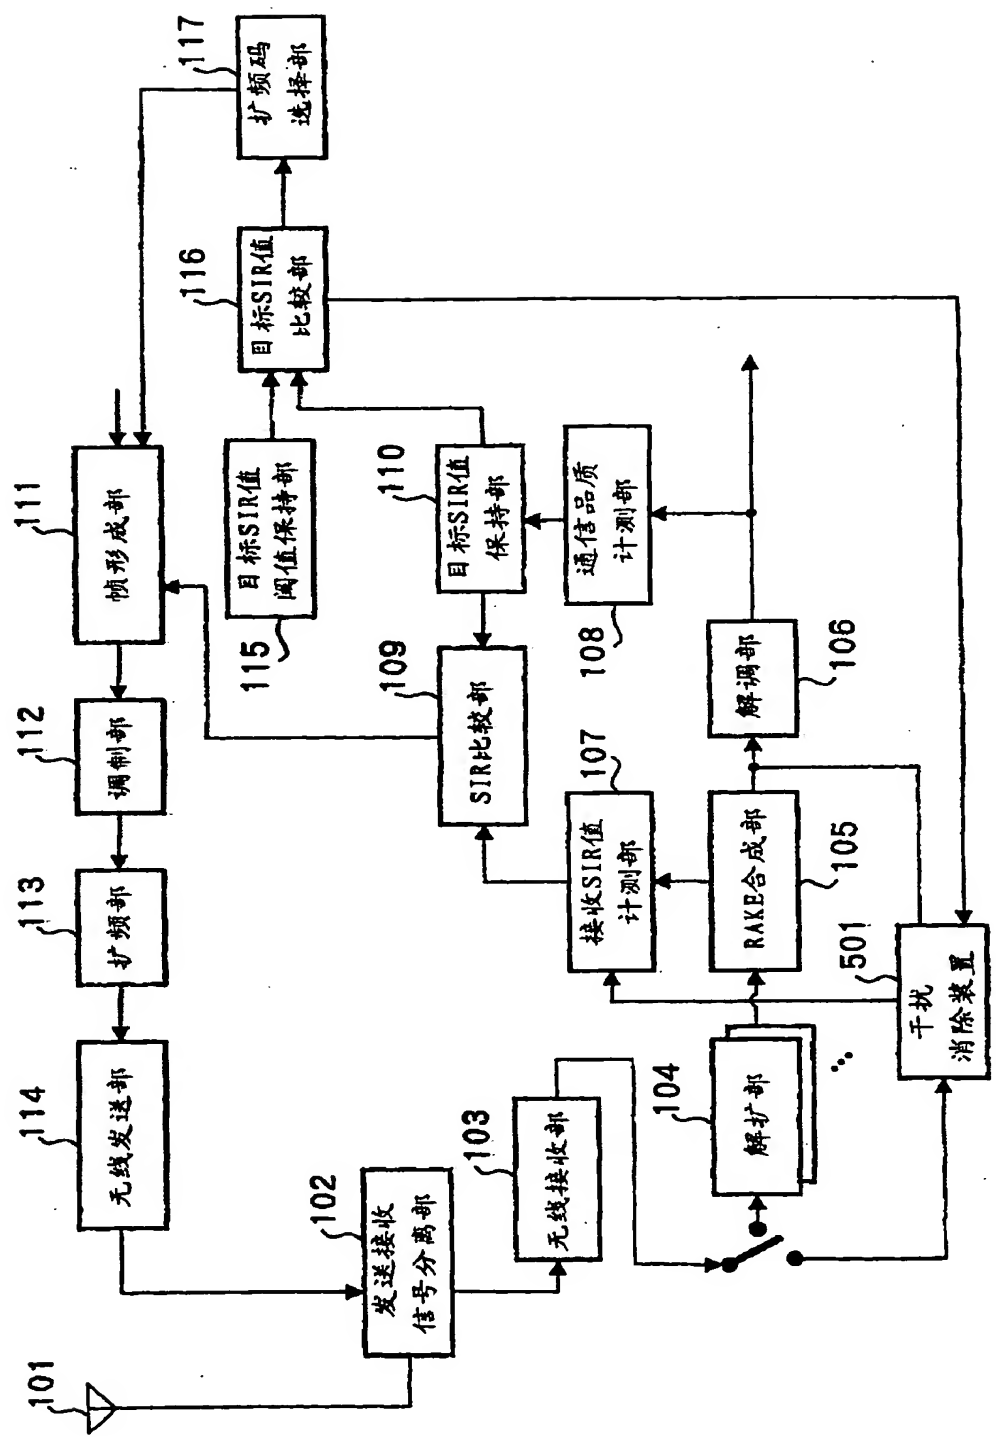 101
102
发送接收
信号分离部
103
无线接收部
104
解扩部
105
RAKE合成部
106
解调部
107
接收SIR值
计测部
108
通信品质
计测部
109
SIR比较部
110
目标SIR值
保持部
111
帧形成部
112
调制部
113
扩频部
114
无线发送部
115
目标SIR值
阈值保持部
116
目标SIR值
比较部
117
扩频码
选择部
501
干扰
消除装置